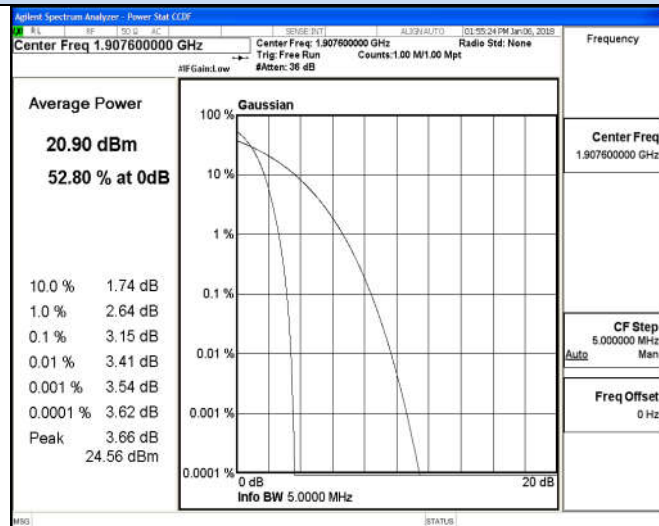 Agilent Spectrum Analyzer - Power Stat CCDF
RL RF 50 Ω AC SENSE:INT ALIGN AUTO 01:55:24 PM Jan 06, 2018
Center Freq 1.907600000 GHz
Center Freq: 1.907600000 GHz Radio Std: None
Trig: Free Run Counts:1.00 M/1.00 Mpt
#IFGain:Low #Atten: 36 dB
Frequency
Average Power
20.90 dBm
52.80 % at 0dB
10.0 % 1.74 dB
1.0 % 2.64 dB
0.1 % 3.15 dB
0.01 % 3.41 dB
0.001 % 3.54 dB
0.0001 % 3.62 dB
Peak 3.66 dB
24.56 dBm
Gaussian
100 %
10 %
1 %
0.1 %
0.01 %
0.001 %
0.0001 %
0 dB 20 dB
Info BW 5.0000 MHz
Center Freq
1.907600000 GHz
CF Step
5.000000 MHz
Auto Man
Freq Offset
0 Hz
MSG STATUS